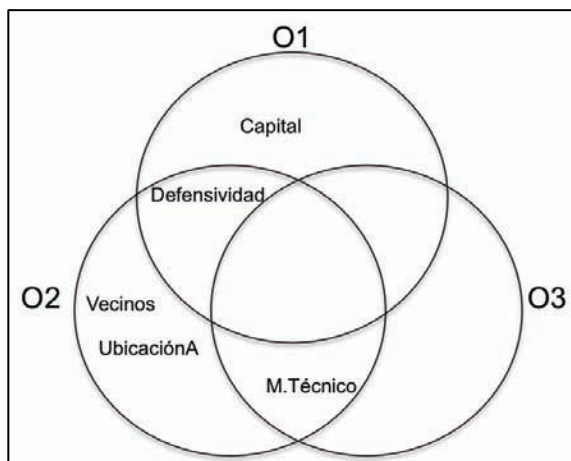 O1
Capital
Defensividad
O2
O3
Vecinos
UbicaciónA
M.Técnico